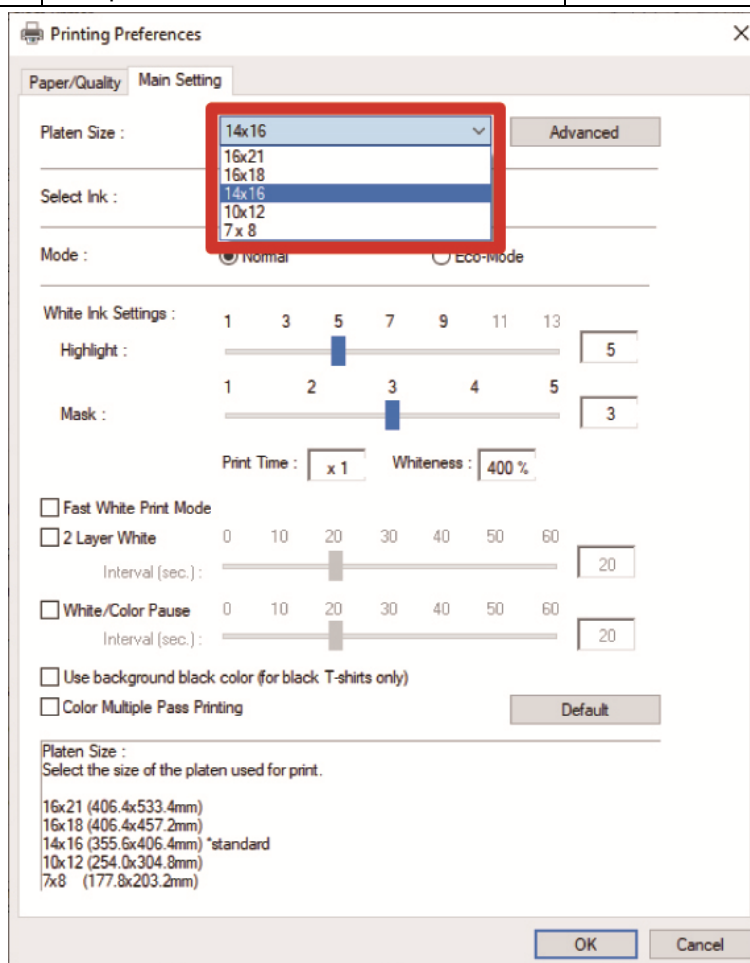 Printing Preferences
Paper/Quality Main Setting
Platen Size : 14x16 Advanced
16x21
16x18
Select Ink : 14x16
10x12
7 x 8
Mode : Normal Eco-Mode
White Ink Settings : 1 3 5 7 9 11 13
Highlight : 5
1 2 3 4 5
Mask : 3
Print Time : x 1 Whiteness : 400 %
Fast White Print Mode
2 Layer White 0 10 20 30 40 50 60
Interval (sec.) : 20
White/Color Pause 0 10 20 30 40 50 60
Interval (sec.) : 20
Use background black color (for black T-shirts only)
Color Multiple Pass Printing Default
Platen Size :
Select the size of the platen used for print.
16x21 (406.4x533.4mm)
16x18 (406.4x457.2mm)
14x16 (355.6x406.4mm) *standard
10x12 (254.0x304.8mm)
7x8 (177.8x203.2mm)
OK Cancel